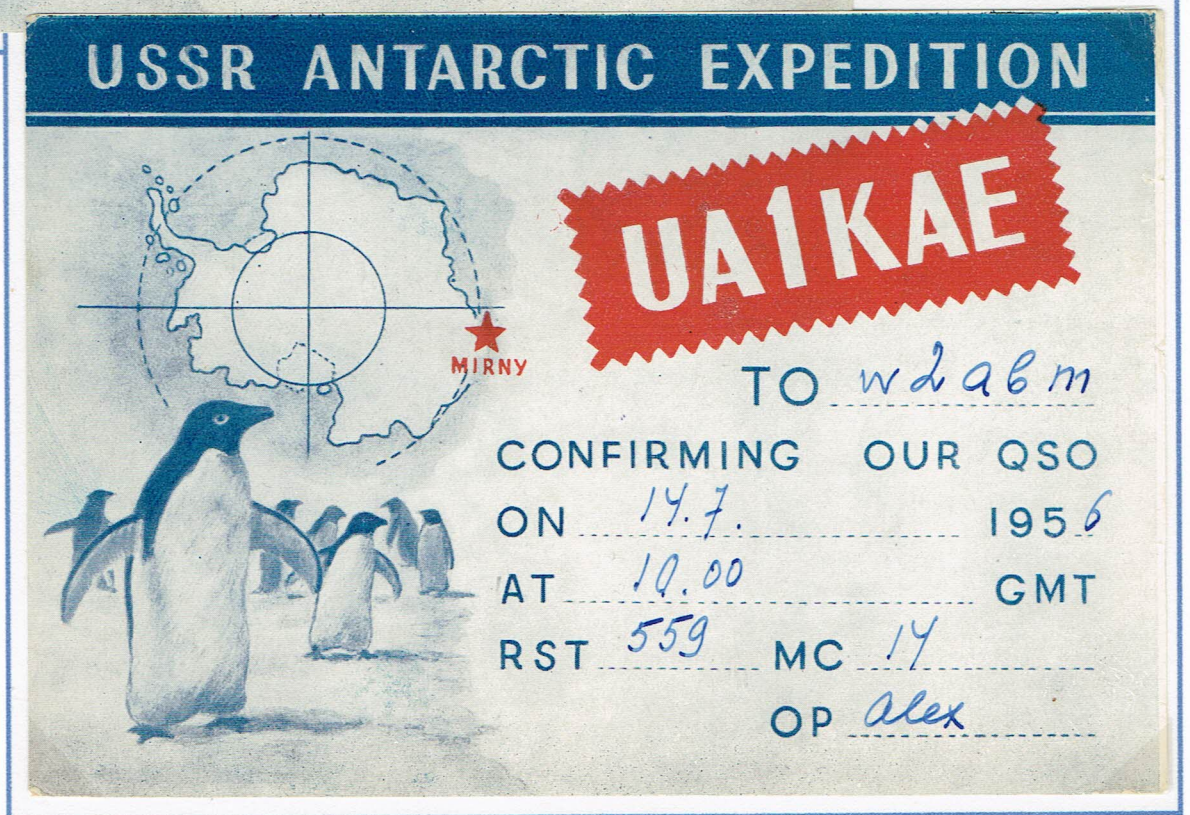 USSR ANTARCTIC EXPEDITION
UA1KAE
MIRNY
TO w2abm
CONFIRMING OUR QSO
ON 14.7. 1956
AT 10.00 GMT
RST 559 MC 14
OP alex